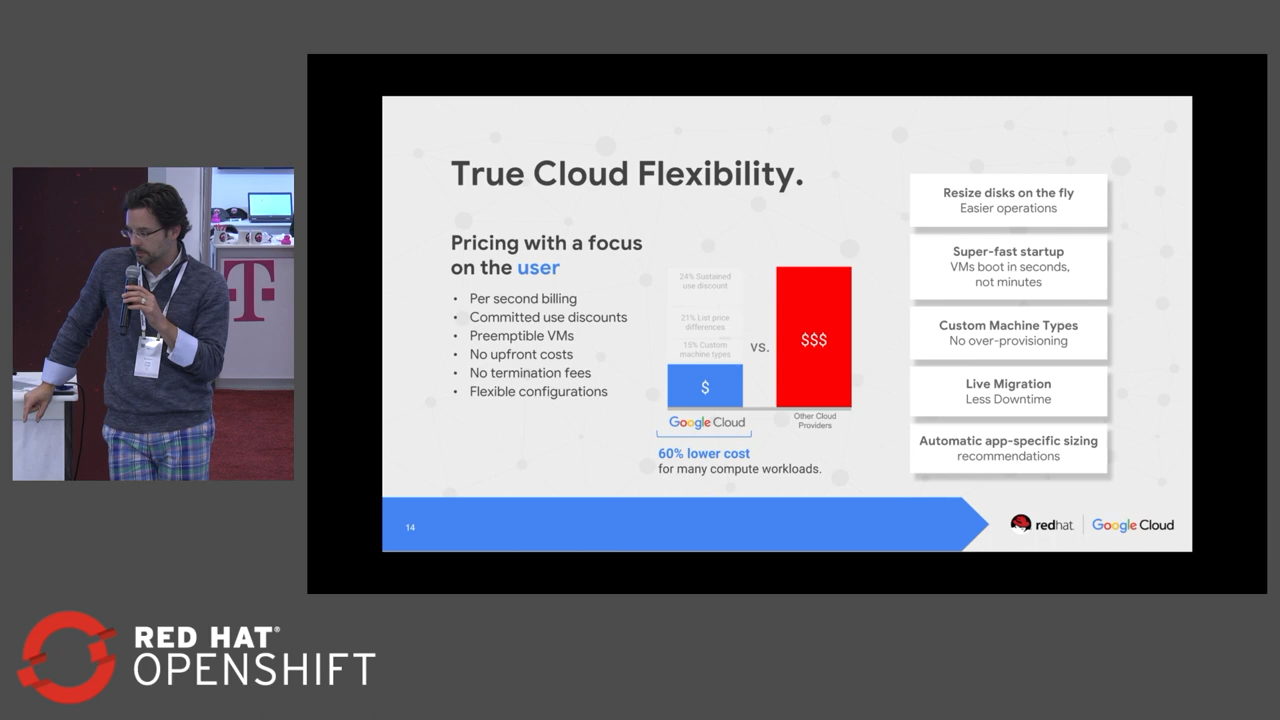 True Cloud Flexibility.
Pricing with a focus
on the user
• Per second billing
• Committed use discounts
• Preemptible VMs
• No upfront costs
• No termination fees
• Flexible configurations
24% Sustained
use discount
21% List price
differences
15% Custom
machine types
$
vs.
$$$
Google Cloud
Other Cloud
Providers
60% lower cost
for many compute workloads.
Resize disks on the fly
Easier operations
Super-fast startup
VMs boot in seconds,
not minutes
Custom Machine Types
No over-provisioning
Live Migration
Less Downtime
Automatic app-specific sizing
recommendations
14
redhat
Google Cloud
T
RED HAT®
OPENSHIFT